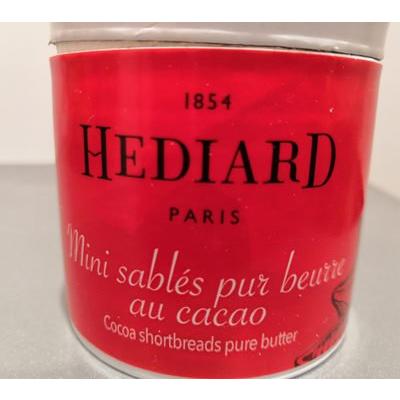 1854
HEDIARD
PARIS
Mini sablés pur beurre
au cacao
Cocoa shortbreads pure butter